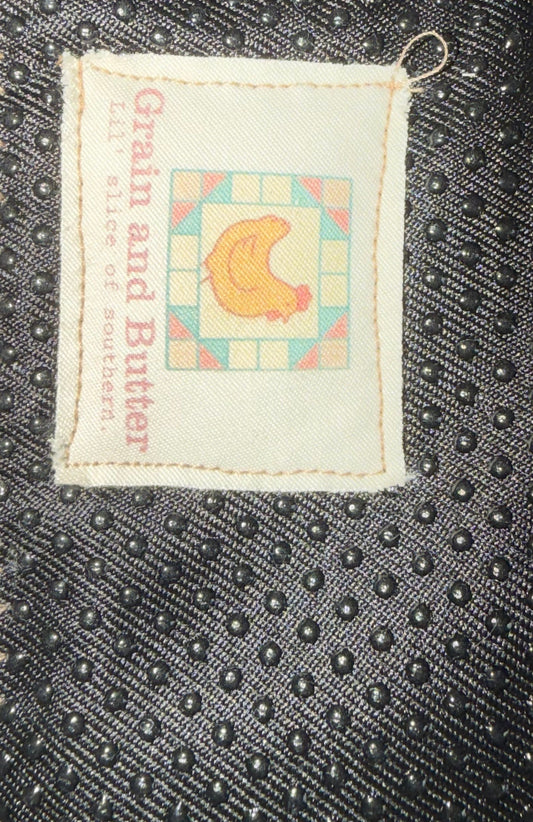 Grain and Butter
Lil' slice of southern.